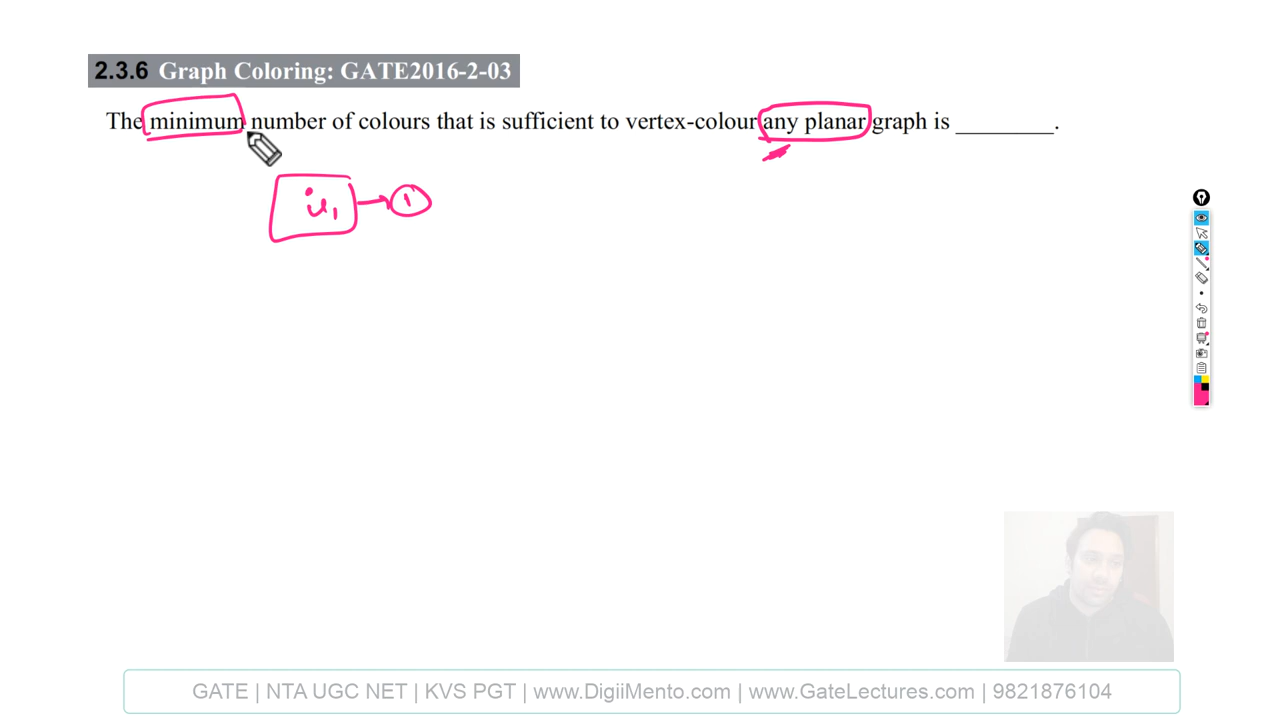 2.3.6 Graph Coloring: GATE2016-2-03
The minimum number of colours that is sufficient to vertex-colour any planar graph is ________.
u1 → 1
GATE | NTA UGC NET | KVS PGT | www.DigiiMento.com | www.GateLectures.com | 9821876104